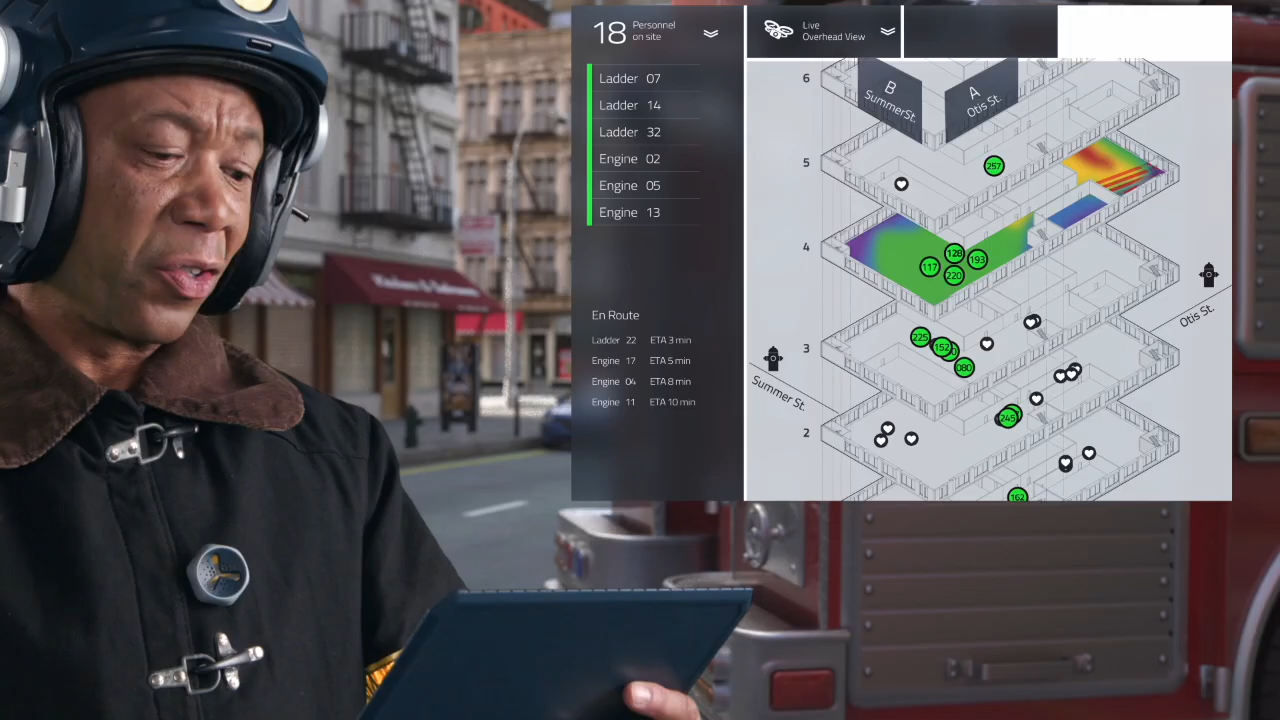 18 Personnel
on site
Live
Overhead View
Ladder 07
Ladder 14
Ladder 32
Engine 02
Engine 05
Engine 13
En Route
Ladder 22 ETA 3 min
Engine 17 ETA 5 min
Engine 04 ETA 8 min
Engine 11 ETA 10 min
6
B
Summer St.
A
Otis St.
5
257
4
128
117
193
220
3
225
152
080
Otis St.
Summer St.
2
245
162